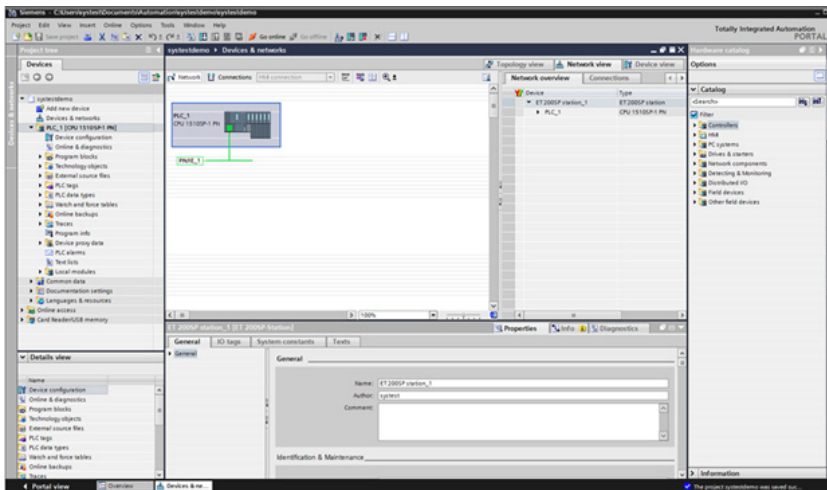 Siemens - C:\Users\systest\Documents\Automation\systestdemo\systestdemo
Project Edit View Insert Online Options Tools Window Help
Totally Integrated Automation
PORTAL
Save project
Go online
Go offline
Project tree
systestdemo ▸ Devices & networks
Hardware catalog
Devices
Topology view
Network view
Device view
Options
Network
Connections
HMI connection
Network overview
Connections
Device
Type
ET 200SP station_1
ET 200SP station
PLC_1
CPU 1510SP-1 PN
PLC_1
CPU 1510SP-1 PN
PN/IE_1
100%
Catalog
<Search>
Filter
Controllers
HMI
PC systems
Drives & starters
Network components
Detecting & Monitoring
Distributed I/O
Field devices
Other field devices
Information
Devices & networks
systestdemo
Add new device
Devices & networks
PLC_1 [CPU 1510SP-1 PN]
Device configuration
Online & diagnostics
Program blocks
Technology objects
External source files
PLC tags
PLC data types
Watch and force tables
Online backups
Traces
Program info
Device proxy data
PLC alarms
Text lists
Local modules
Common data
Documentation settings
Languages & resources
Online access
Card Reader/USB memory
Details view
Name
Device configuration
Online & diagnostics
Program blocks
Technology objects
External source files
PLC tags
PLC data types
Watch and force tables
Online backups
Traces
ET 200SP station_1 [ET 200SP Station]
Properties
Info
Diagnostics
General
IO tags
System constants
Texts
General
General
Name: ET 200SP station_1
Author: systest
Comment:
Identification & Maintenance
Portal view
Overview
Devices & ne...
The project systestdemo was saved suc...